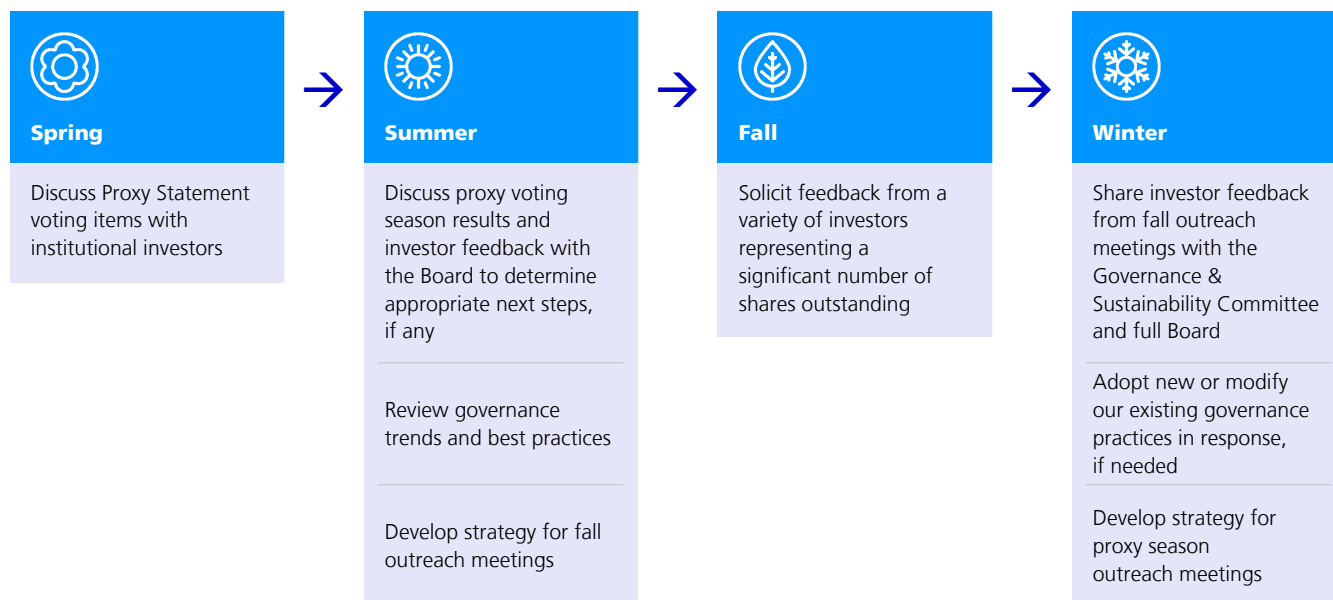 Spring
Discuss Proxy Statement
voting items with
institutional investors
Summer
Discuss proxy voting
season results and
investor feedback with
the Board to determine
appropriate next steps,
if any
Review governance
trends and best practices
Develop strategy for fall
outreach meetings
Fall
Solicit feedback from a
variety of investors
representing a
significant number of
shares outstanding
Winter
Share investor feedback
from fall outreach
meetings with the
Governance &
Sustainability Committee
and full Board
Adopt new or modify
our existing governance
practices in response,
if needed
Develop strategy for
proxy season
outreach meetings